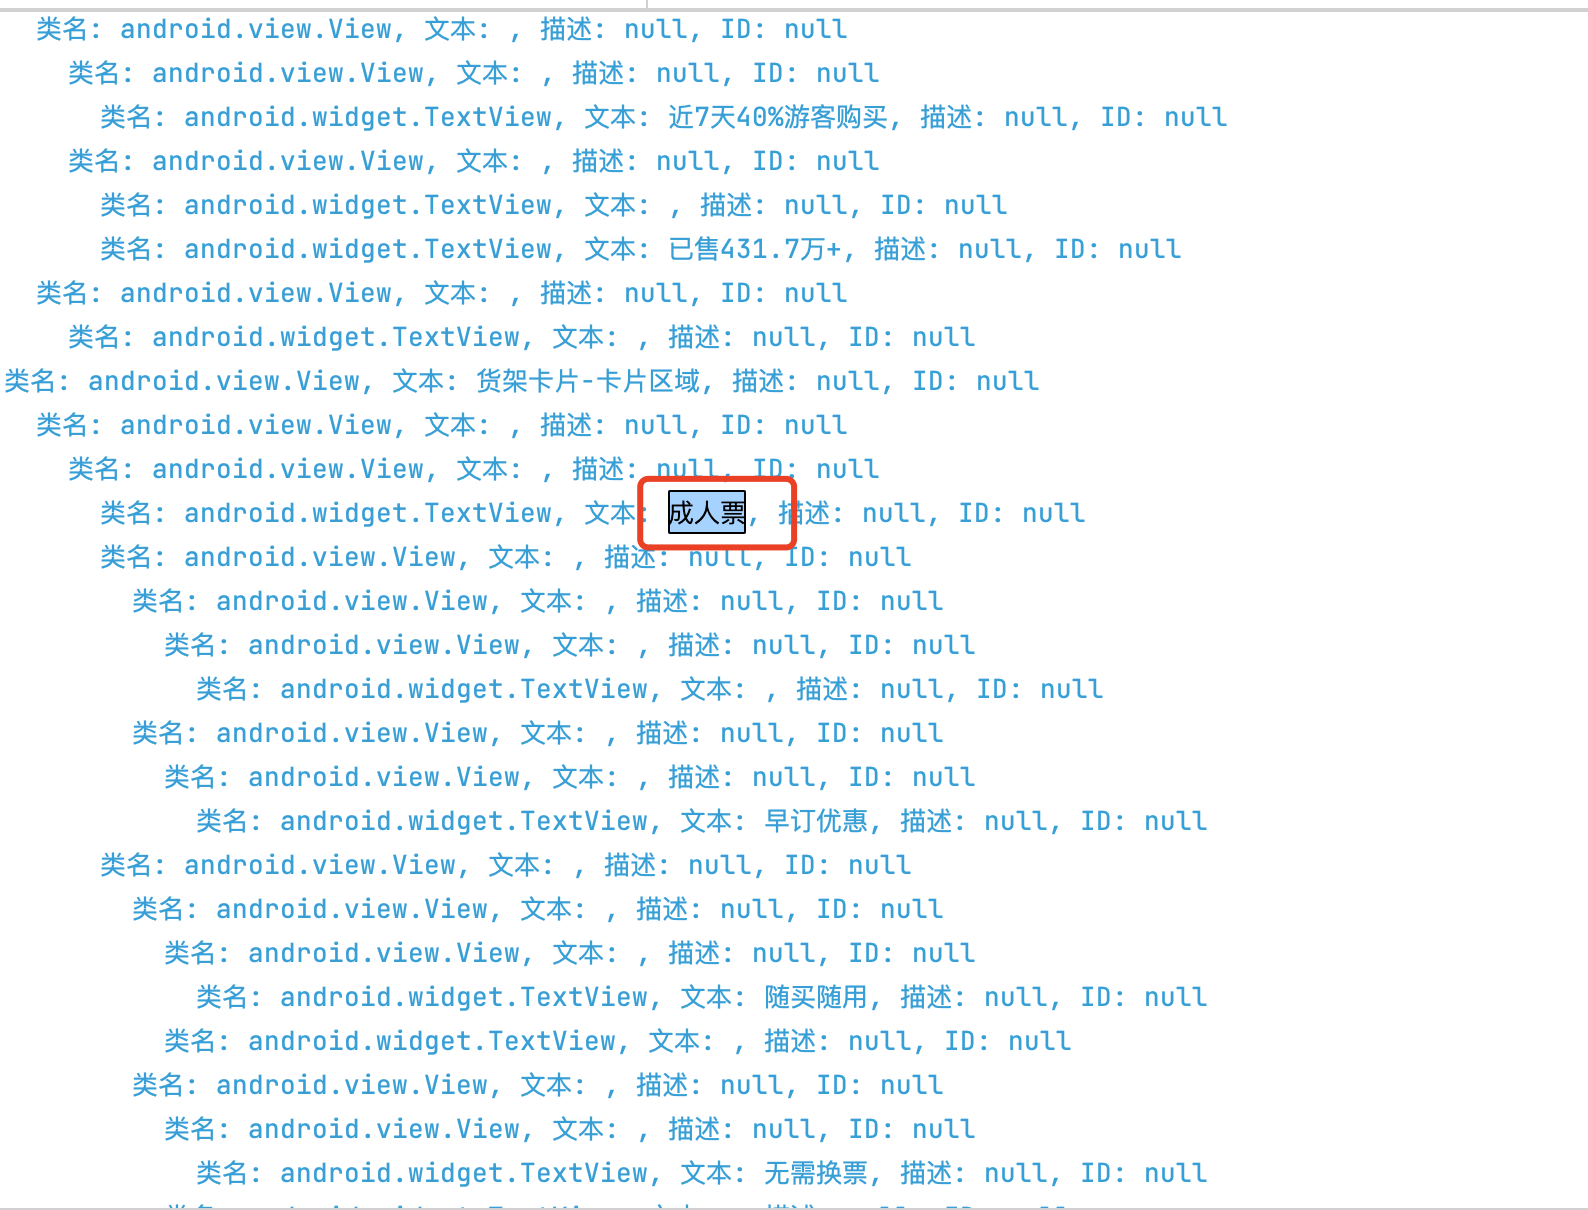 类名: android.view.View, 文本: , 描述: null, ID: null
类名: android.view.View, 文本: , 描述: null, ID: null
类名: android.widget.TextView, 文本: 近7天40%游客购买, 描述: null, ID: null
类名: android.view.View, 文本: , 描述: null, ID: null
类名: android.widget.TextView, 文本: , 描述: null, ID: null
类名: android.widget.TextView, 文本: 已售431.7万+, 描述: null, ID: null
类名: android.view.View, 文本: , 描述: null, ID: null
类名: android.widget.TextView, 文本: , 描述: null, ID: null
类名: android.view.View, 文本: 货架卡片-卡片区域, 描述: null, ID: null
类名: android.view.View, 文本: , 描述: null, ID: null
类名: android.view.View, 文本: , 描述: null, ID: null
类名: android.widget.TextView, 文本: 成人票, 描述: null, ID: null
类名: android.view.View, 文本: , 描述: null, ID: null
类名: android.view.View, 文本: , 描述: null, ID: null
类名: android.view.View, 文本: , 描述: null, ID: null
类名: android.widget.TextView, 文本: , 描述: null, ID: null
类名: android.view.View, 文本: , 描述: null, ID: null
类名: android.view.View, 文本: , 描述: null, ID: null
类名: android.widget.TextView, 文本: 早订优惠, 描述: null, ID: null
类名: android.view.View, 文本: , 描述: null, ID: null
类名: android.view.View, 文本: , 描述: null, ID: null
类名: android.view.View, 文本: , 描述: null, ID: null
类名: android.widget.TextView, 文本: 随买随用, 描述: null, ID: null
类名: android.widget.TextView, 文本: , 描述: null, ID: null
类名: android.view.View, 文本: , 描述: null, ID: null
类名: android.view.View, 文本: , 描述: null, ID: null
类名: android.widget.TextView, 文本: 无需换票, 描述: null, ID: null